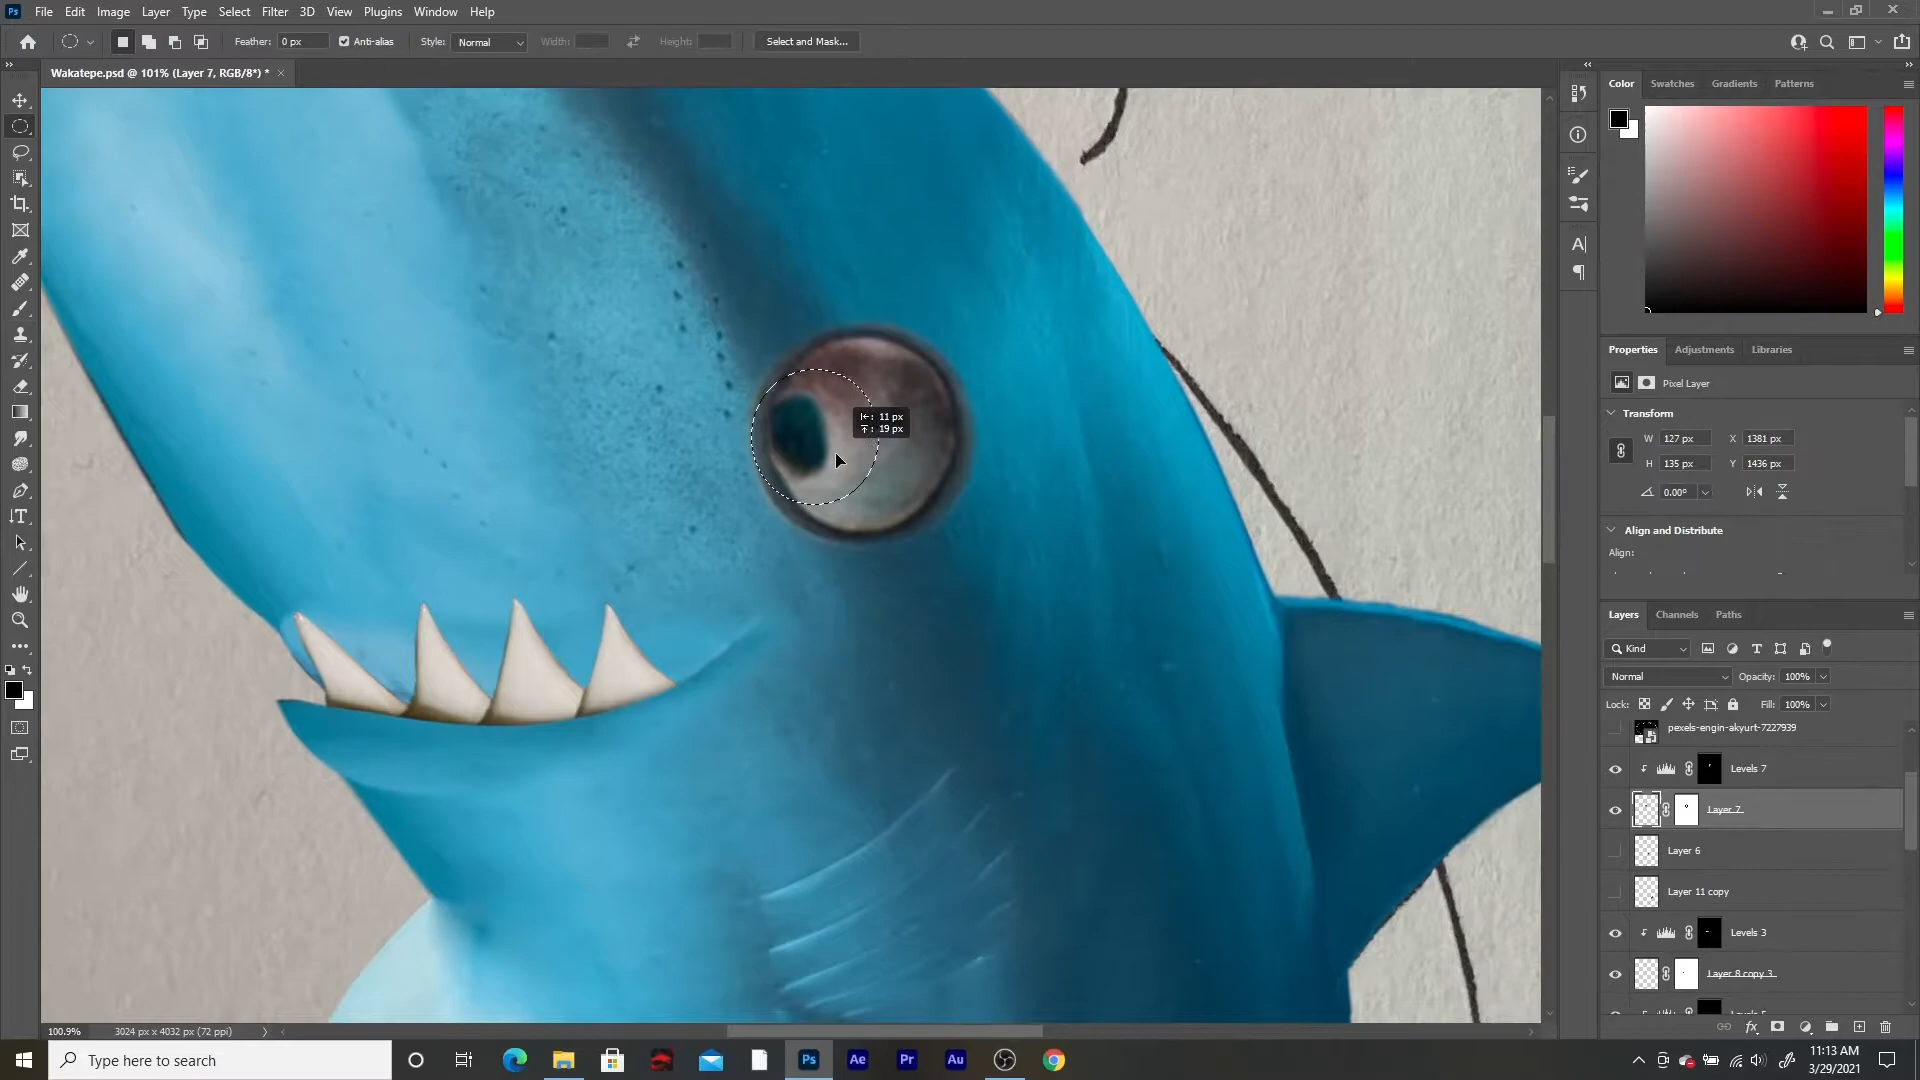 Ps File Edit Image Layer Type Select Filter 3D View Plugins Window Help
Feather: 0 px Anti-alias Style: Normal Width: Height: Select and Mask...
Wakatepe.psd @ 101% (Layer 7, RGB/8*) * ×
Color Swatches Gradients Patterns
Properties Adjustments Libraries
Pixel Layer
Transform
W 127 px X 1381 px
H 135 px Y 1436 px
0.00°
Align and Distribute
Align:
11 px
19 px
Layers Channels Paths
Kind
Normal Opacity: 100%
Lock: Fill: 100%
pexels-engin-akyurt-7227939
Levels 7
Layer 7
Layer 6
Layer 11 copy
Levels 3
Layer 8 copy 3
100.9% 3024 px x 4032 px (72 ppi)
Type here to search
Ps Ae Pr Au
11:13 AM
3/29/2021